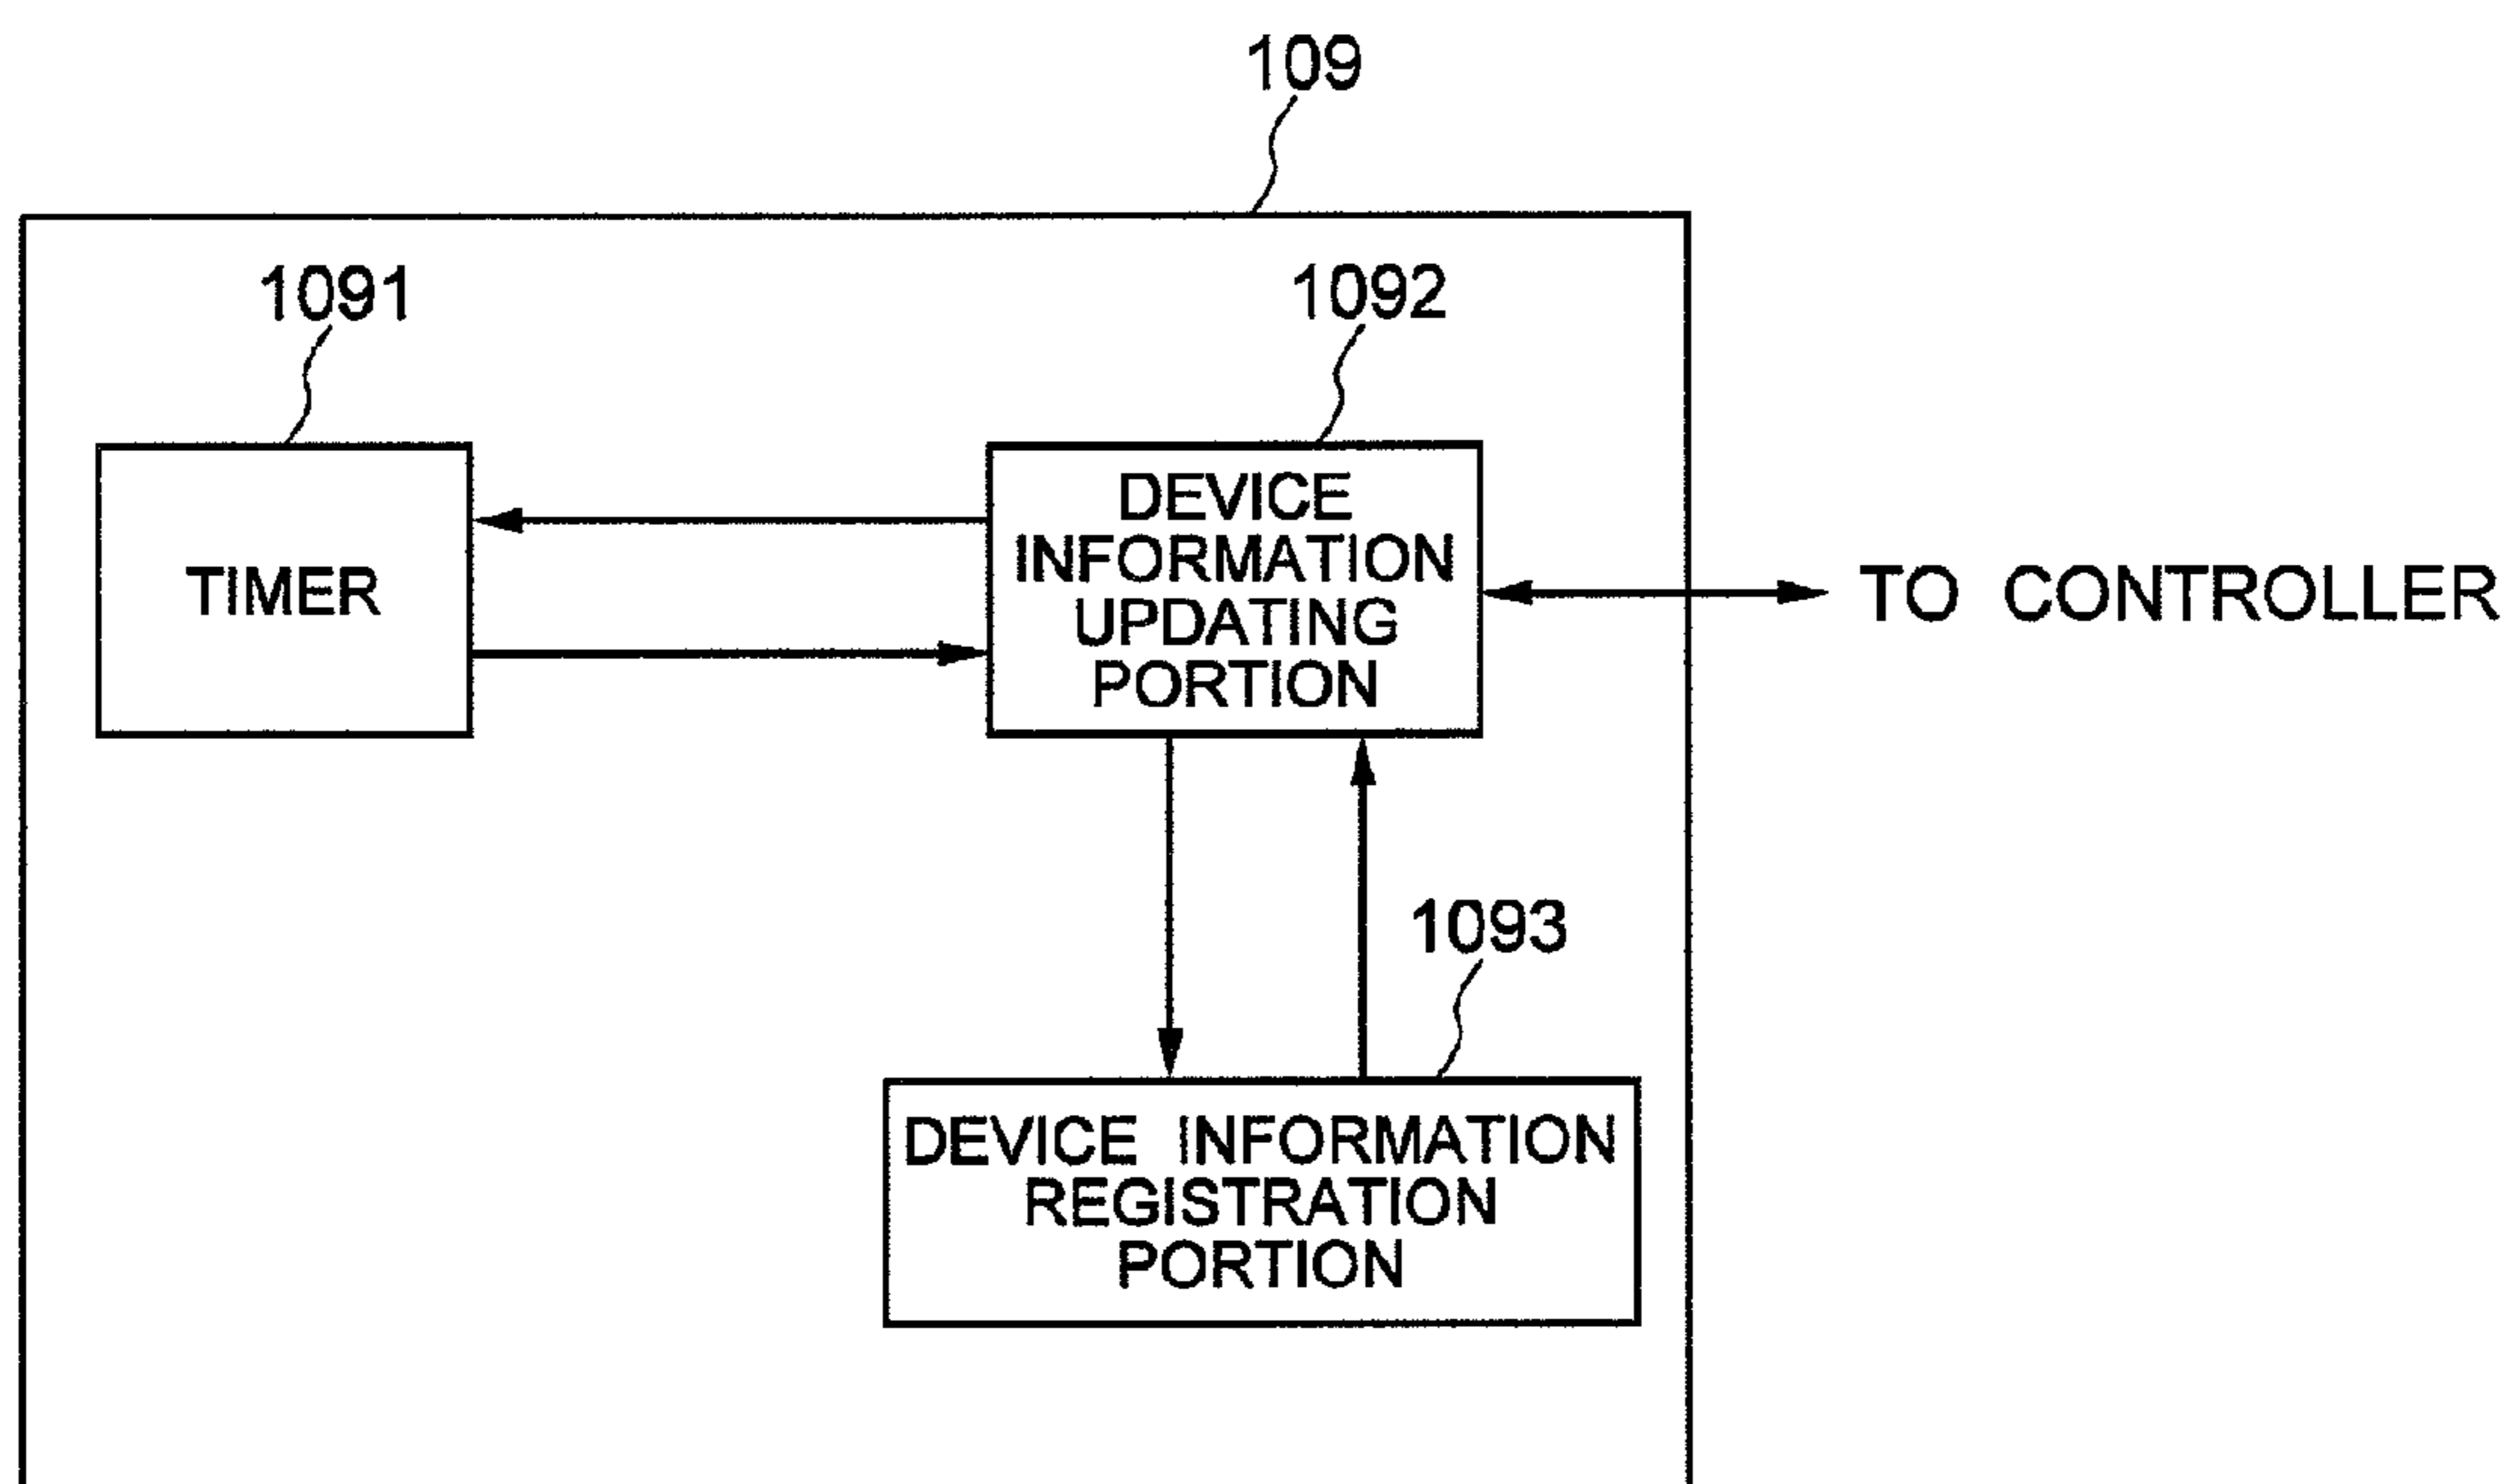 109
1091
1092
TIMER
DEVICE
INFORMATION
UPDATING
PORTION
TO CONTROLLER
1093
DEVICE INFORMATION
REGISTRATION
PORTION